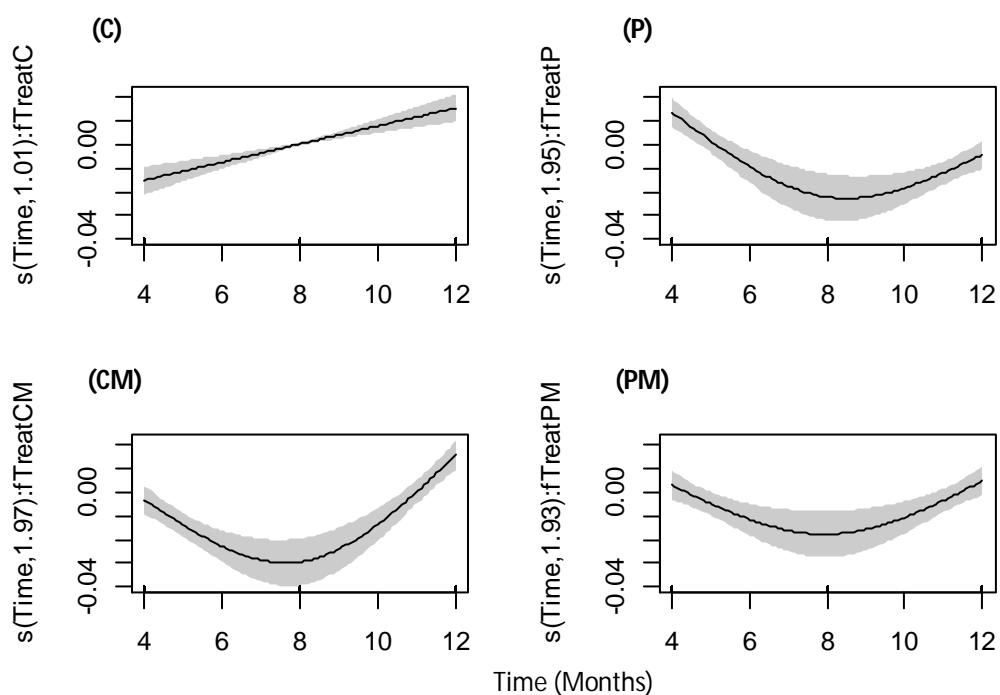 (C)
s(Time,1.01):fTreatC
0.00
-0.04
4 6 8 10 12
(P)
s(Time,1.95):fTreatP
0.00
-0.04
4 6 8 10 12
(CM)
s(Time,1.97):fTreatCM
0.00
-0.04
4 6 8 10 12
(PM)
s(Time,1.93):fTreatPM
0.00
-0.04
4 6 8 10 12
Time (Months)